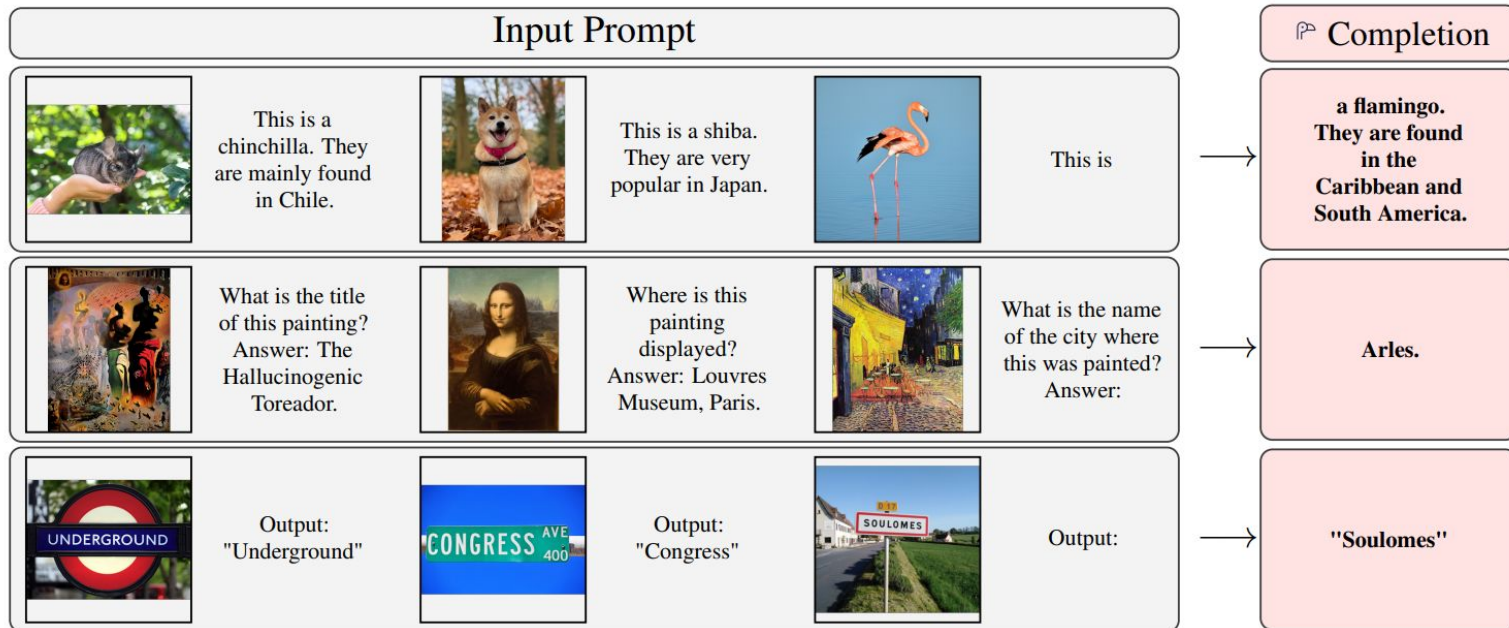 Input Prompt
Completion
This is a
chinchilla. They
are mainly found
in Chile.
This is a shiba.
They are very
popular in Japan.
This is
a flamingo.
They are found
in the
Caribbean and
South America.
What is the title
of this painting?
Answer: The
Hallucinogenic
Toreador.
Where is this
painting
displayed?
Answer: Louvres
Museum, Paris.
What is the name
of the city where
this was painted?
Answer:
Arles.
UNDERGROUND
Output:
"Underground"
CONGRESS AVE
400
Output:
"Congress"
D 17
SOULOMES
Output:
"Soulomes"